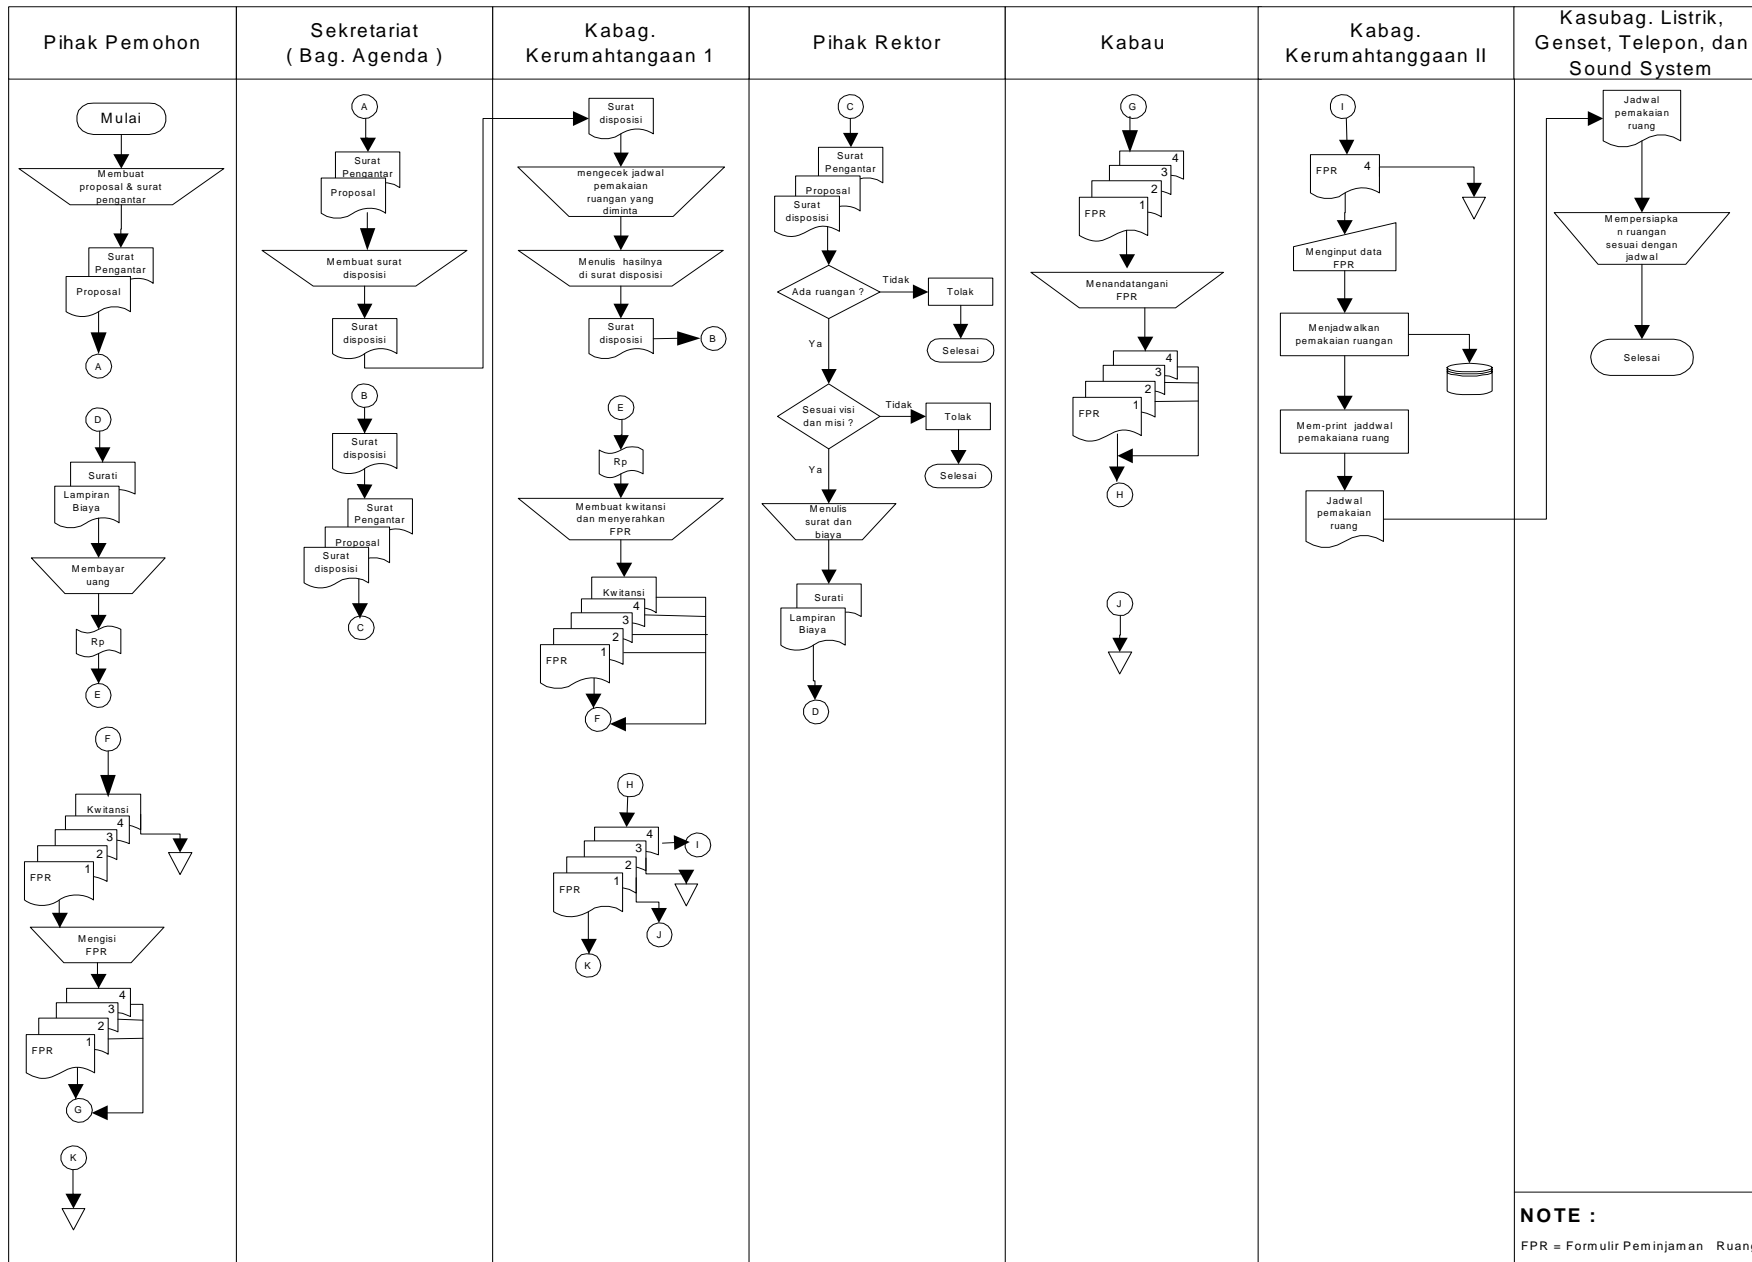 Pihak Pemohon
Sekretariat
( Bag. Agenda )
Kabag.
Kerumahtangaan 1
Pihak Rektor
Kabau
Kabag.
Kerumahtanggaan II
Kasubag. Listrik,
Genset, Telepon, dan
Sound System
Mulai
Membuat
proposal & surat
pengantar
Surat
Pengantar
Proposal
A
D
Surati
Lampiran
Biaya
Membayar
uang
Rp
E
F
Kwitansi
4
3
2
1
FPR
Mengisi
FPR
4
3
2
1
FPR
G
K
A
Surat
Pengantar
Proposal
Membuat surat
disposisi
Surat
disposisi
B
Surat
disposisi
Surat
Pengantar
Proposal
Surat
disposisi
C
Surat
disposisi
mengecek jadwal
pemakaian
ruangan yang
diminta
Menulis hasilnya
di surat disposisi
Surat
disposisi
B
E
Rp
Membuat kwitansi
dan menyerahkan
FPR
Kwitansi
4
3
2
1
FPR
F
H
4
I
3
2
1
FPR
J
K
C
Surat
Pengantar
Proposal
Surat
disposisi
Ada ruangan ?
Tidak
Tolak
Selesai
Ya
Sesuai visi
dan misi ?
Tidak
Tolak
Selesai
Ya
Menulis
surat dan
biaya
Surati
Lampiran
Biaya
D
G
4
3
2
1
FPR
Menandatangani
FPR
4
3
2
1
FPR
H
J
I
FPR 4
Menginput data
FPR
Menjadwalkan
pemakaian ruangan
Mem-print jaddwal
pemakaiana ruang
Jadwal
pemakaian
ruang
Jadwal
pemakaian
ruang
Mempersiapka
n ruangan
sesuai dengan
jadwal
Selesai
NOTE :
FPR = Formulir Peminjaman Ruang